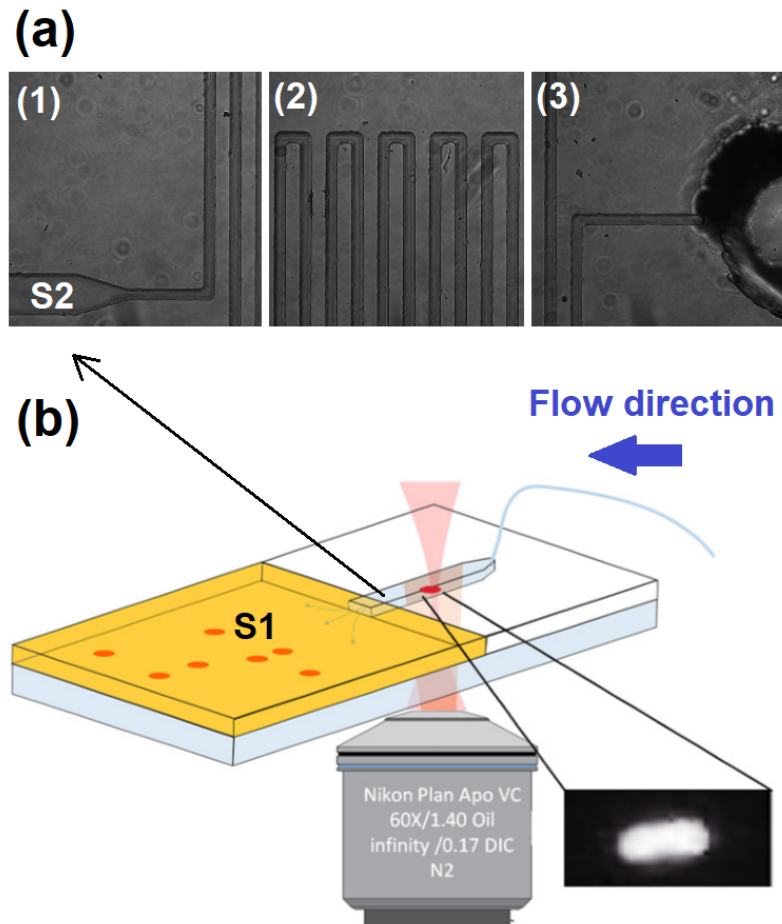 (a)
(1)
(2)
(3)
S2
(b)
Flow direction
S1
Nikon Plan Apo VC
60X/1.40 Oil
infinity /0.17 DIC
N2